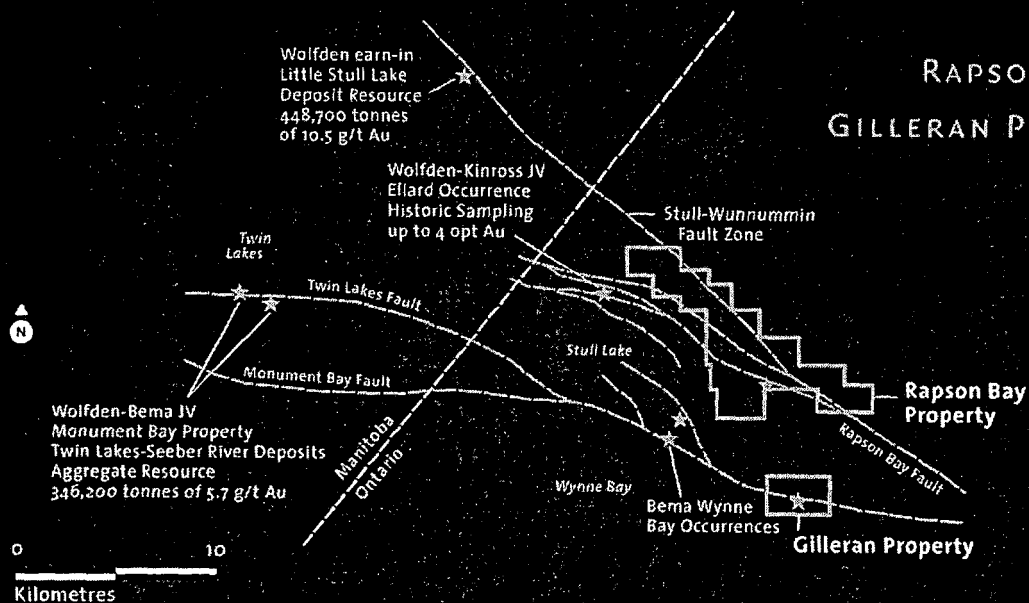 RAPSO
GILLERAN P
Wolfden earn-in
Little Stull Lake
Deposit Resource
448,700 tonnes
of 10.5 g/t Au
Wolfden-Kinross JV
Ellard Occurrence
Historic Sampling
up to 4 opt Au
Stull-Wunnummin
Fault Zone
Twin
Lakes
Twin Lakes Fault
N
Stull Lake
Monument Bay Fault
Rapson Bay
Property
Wolfden-Bema JV
Monument Bay Property
Twin Lakes-Seeber River Deposits
Aggregate Resource
346,200 tonnes of 5.7 g/t Au
Manitoba
Ontario
Rapson Bay Fault
Wynne Bay
Bema Wynne
Bay Occurrences
Gilleran Property
0 10
Kilometres